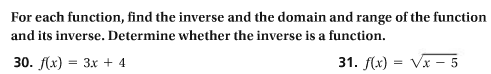 For each function, find the inverse and the domain and range of the function
and its inverse. Determine whether the inverse is a function.
30. f(x) = 3x + 4 31. f(x) = √x − 5